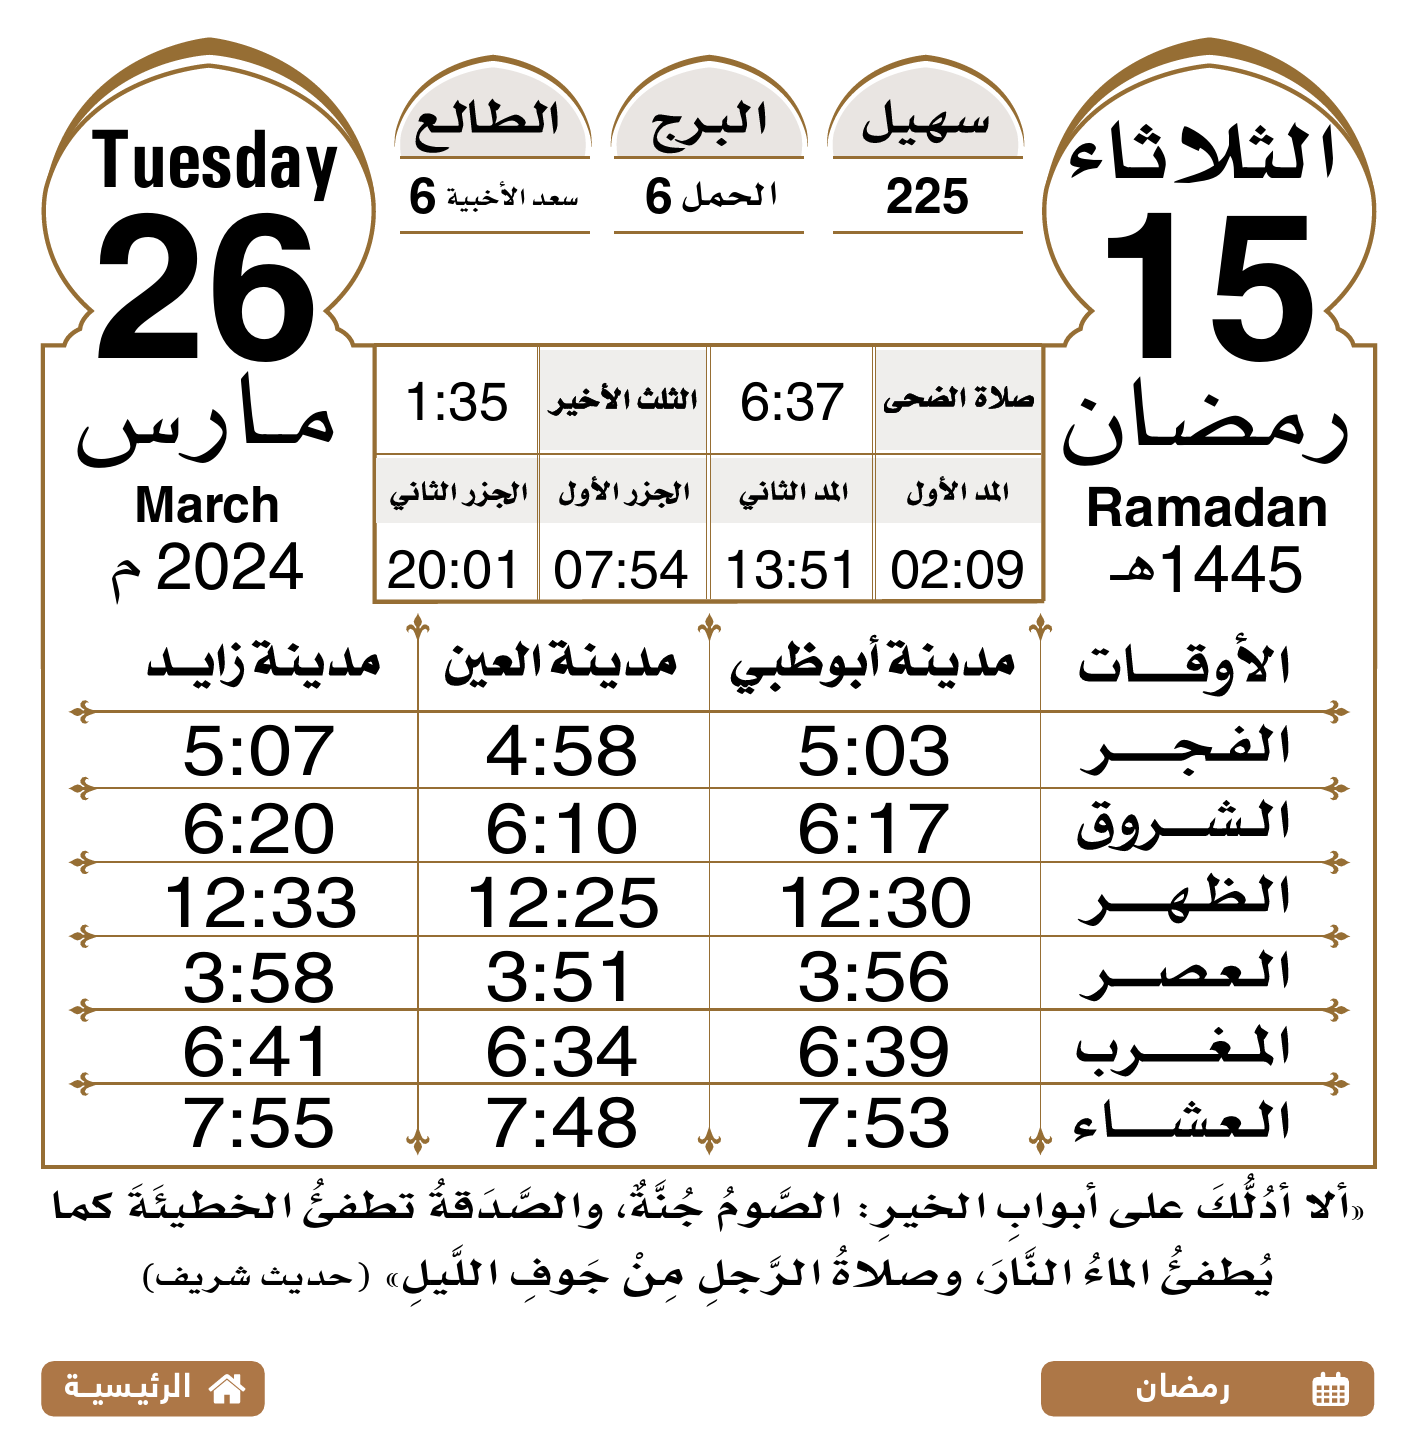 الثلاثاء
15
رمضان
Ramadan
1445هـ
سهيل
225
البرج
الحمل 6
الطالع
سعد الأخبية 6
Tuesday
26
مارس
March
2024 م
صلاة الضحى 6:37 الثلث الأخير 1:35
المد الأول المد الثاني الجزر الأول الجزر الثاني
02:09 13:51 07:54 20:01
الأوقات مدينة أبوظبي مدينة العين مدينة زايد
الفجر 5:03 4:58 5:07
الشروق 6:17 6:10 6:20
الظهر 12:30 12:25 12:33
العصر 3:56 3:51 3:58
المغرب 6:39 6:34 6:41
العشاء 7:53 7:48 7:55
«ألا أدُلُّكَ على أبوابِ الخيرِ: الصَّومُ جُنَّةٌ، والصَّدَقةُ تطفئُ الخطيئَةَ كما
يُطفئُ الماءُ النَّارَ، وصلاةُ الرَّجلِ مِنْ جَوفِ اللَّيلِ» (حديث شريف)
رمضان
الرئيسية